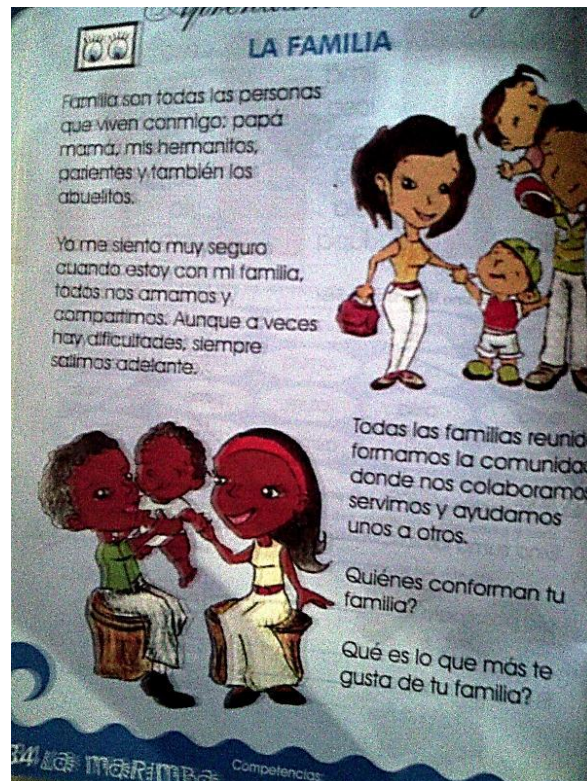 LA FAMILIA
Familia son todas las personas
que viven conmigo: papá
mamá, mis hermanitos,
parientes y también los
abuelitos.
Yo me siento muy seguro
cuando estoy con mi familia,
todos nos amamos y
compartimos. Aunque a veces
hay dificultades, siempre
salimos adelante.
Todas las familias reunid
formamos la comunida
donde nos colaboramo
servimos y ayudamos
unos a otros.
Quiénes conforman tu
familia?
Qué es lo que más te
gusta de tu familia?
34 La maRimba
Competencias: